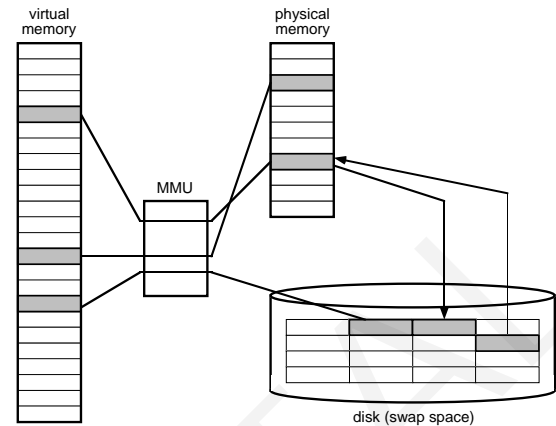 virtual
memory
physical
memory
MMU
disk (swap space)